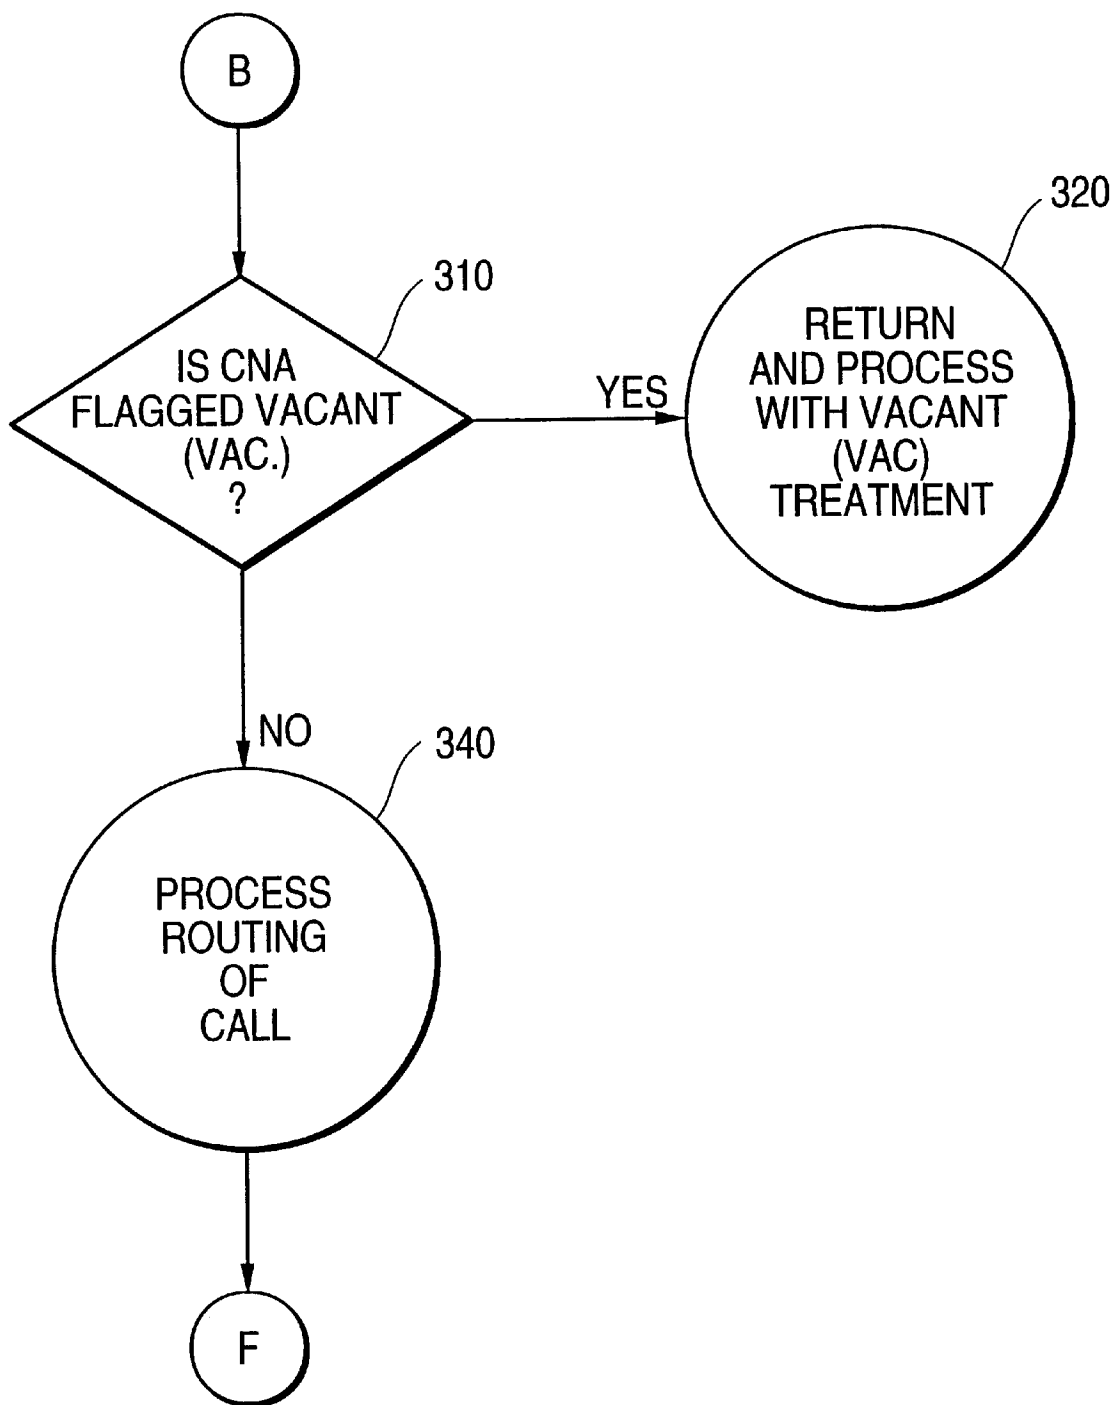 B
310
IS CNA
FLAGGED VACANT
(VAC.)
?
YES
320
RETURN
AND PROCESS
WITH VACANT
(VAC)
TREATMENT
NO
340
PROCESS
ROUTING
OF
CALL
F